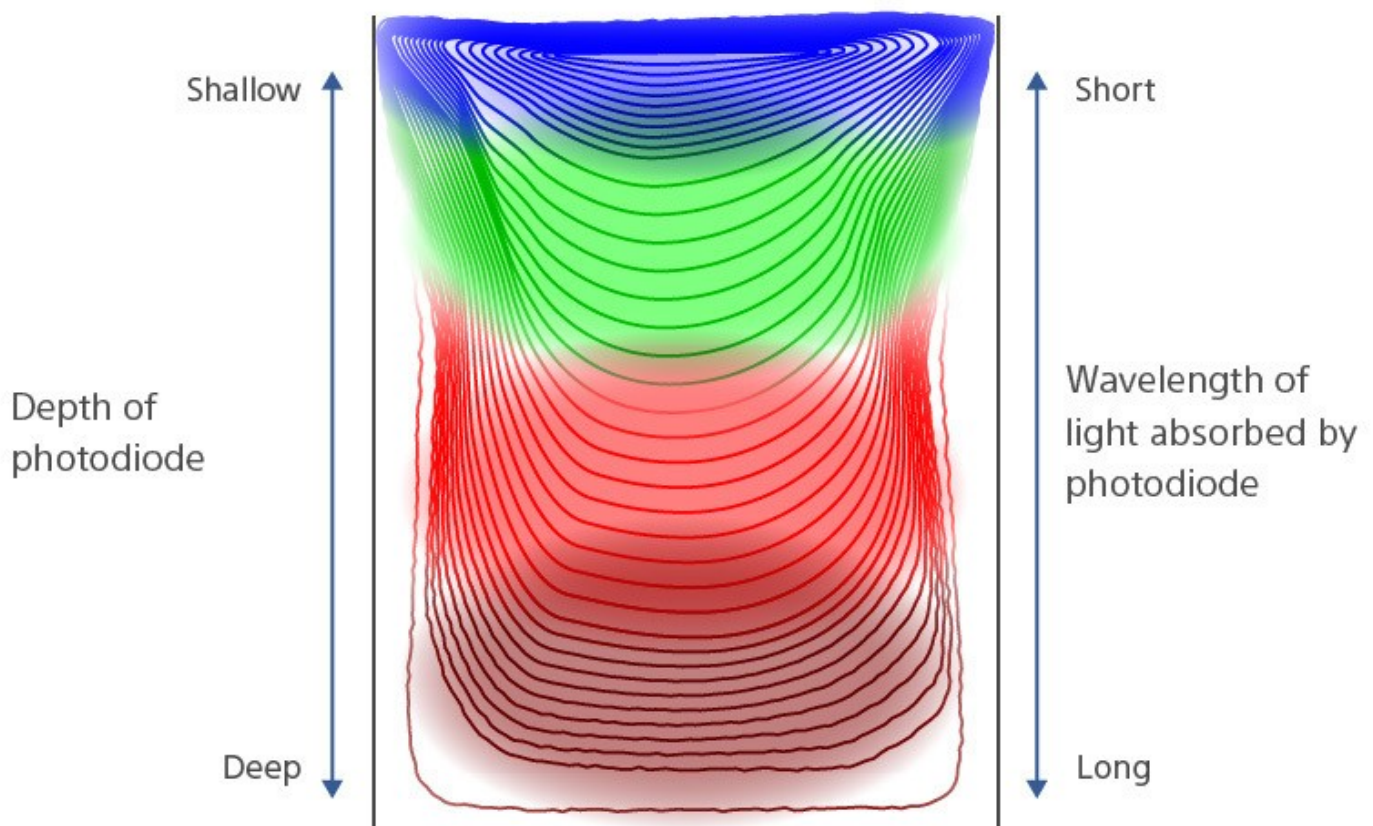 Shallow
Short
Depth of
photodiode
Wavelength of
light absorbed by
photodiode
Deep
Long